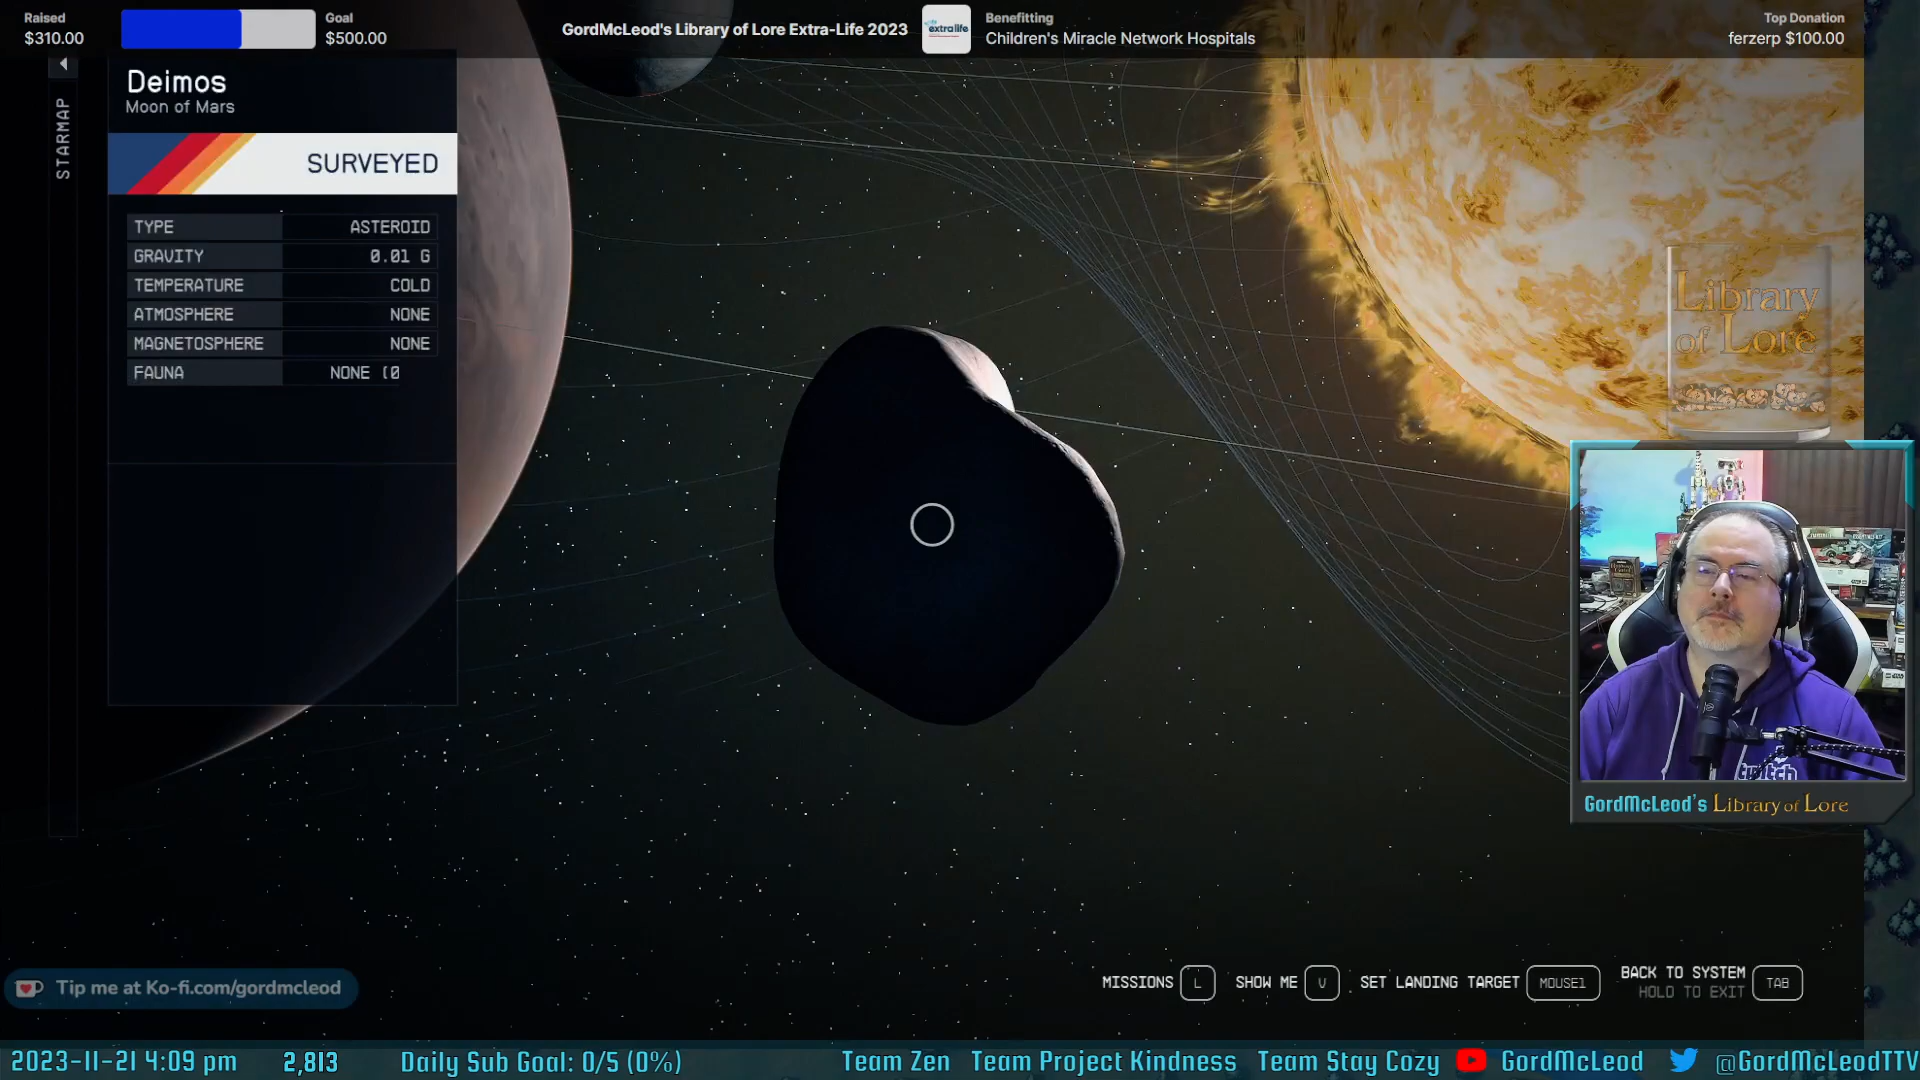 Raised
$310.00
Goal
$500.00
GordMcLeod's Library of Lore Extra-Life 2023
extralife
Benefitting
Children's Miracle Network Hospitals
Top Donation
ferzerp $100.00
STARMAP
Deimos
Moon of Mars
SURVEYED
TYPE ASTEROID
GRAVITY 0.01 G
TEMPERATURE COLD
ATMOSPHERE NONE
MAGNETOSPHERE NONE
FAUNA NONE (0
Library
of Lore
twitch
GordMcLeod's Library of Lore
MISSIONS L
SHOW ME V
SET LANDING TARGET MOUSE1
BACK TO SYSTEM
HOLD TO EXIT
TAB
Tip me at Ko-fi.com/gordmcleod
2023-11-21 4:09 pm 2,813 Daily Sub Goal: 0/5 (0%) Team Zen Team Project Kindness Team Stay Cozy GordMcLeod @GordMcLeodTTV